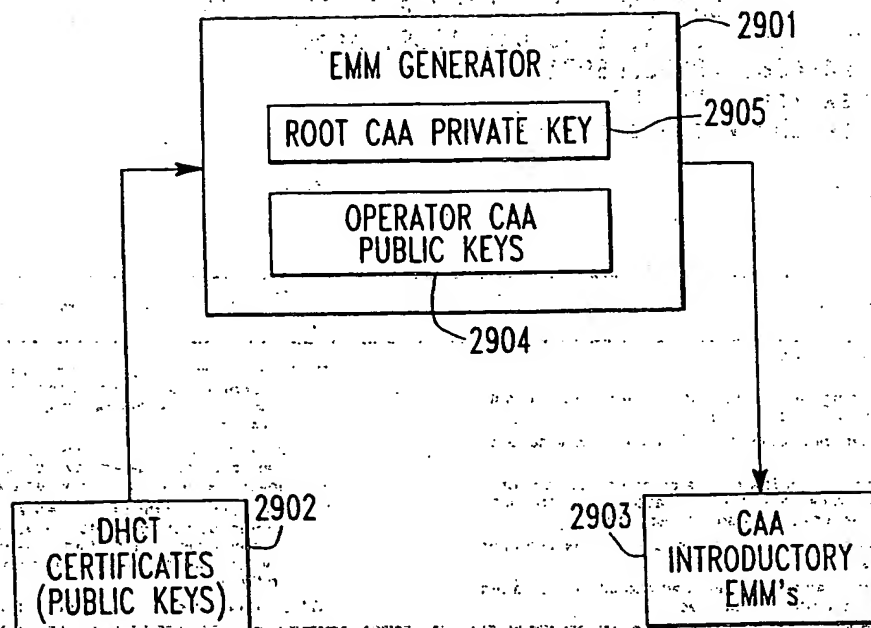 2901
EMM GENERATOR
2905
ROOT CAA PRIVATE KEY
OPERATOR CAA
PUBLIC KEYS
2904
2902
DHCT
CERTIFICATES
(PUBLIC KEYS)
2903
CAA
INTRODUCTORY
EMM's